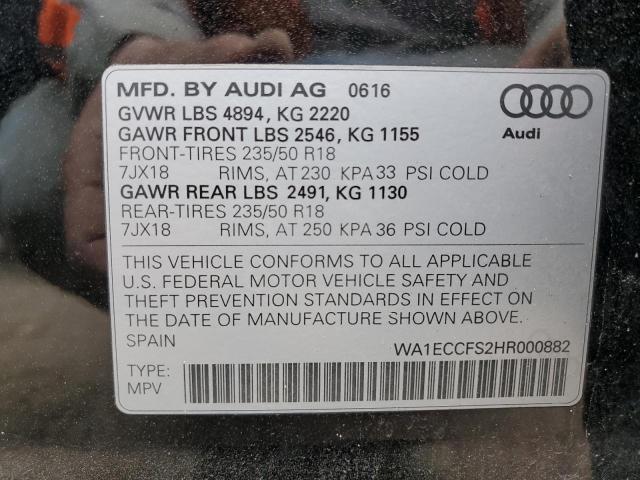 MFD. BY AUDI AG 0616
GVWR LBS 4894, KG 2220
GAWR FRONT LBS 2546, KG 1155
FRONT-TIRES 235/50 R18
7JX18 RIMS, AT 230 KPA 33 PSI COLD
GAWR REAR LBS 2491, KG 1130
REAR-TIRES 235/50 R18
7JX18 RIMS, AT 250 KPA 36 PSI COLD
Audi
THIS VEHICLE CONFORMS TO ALL APPLICABLE
U.S. FEDERAL MOTOR VEHICLE SAFETY AND
THEFT PREVENTION STANDARDS IN EFFECT ON
THE DATE OF MANUFACTURE SHOWN ABOVE.
SPAIN WA1ECCFS2HR000882
TYPE:
MPV